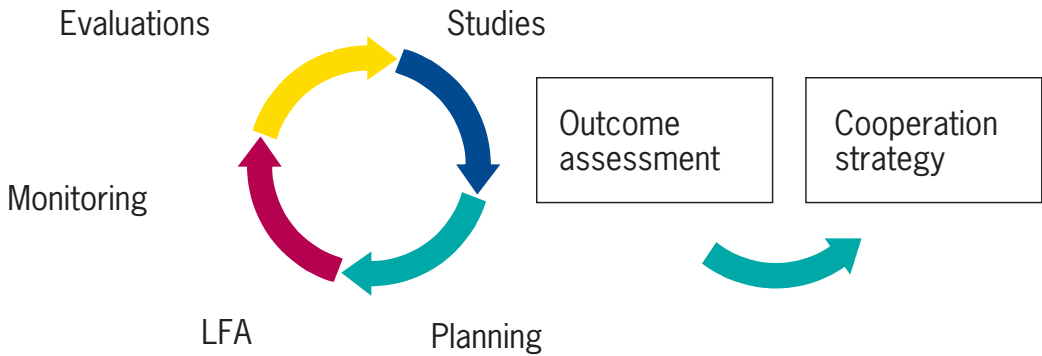 Evaluations
Studies
Outcome
assessment
Cooperation
strategy
Monitoring
LFA
Planning